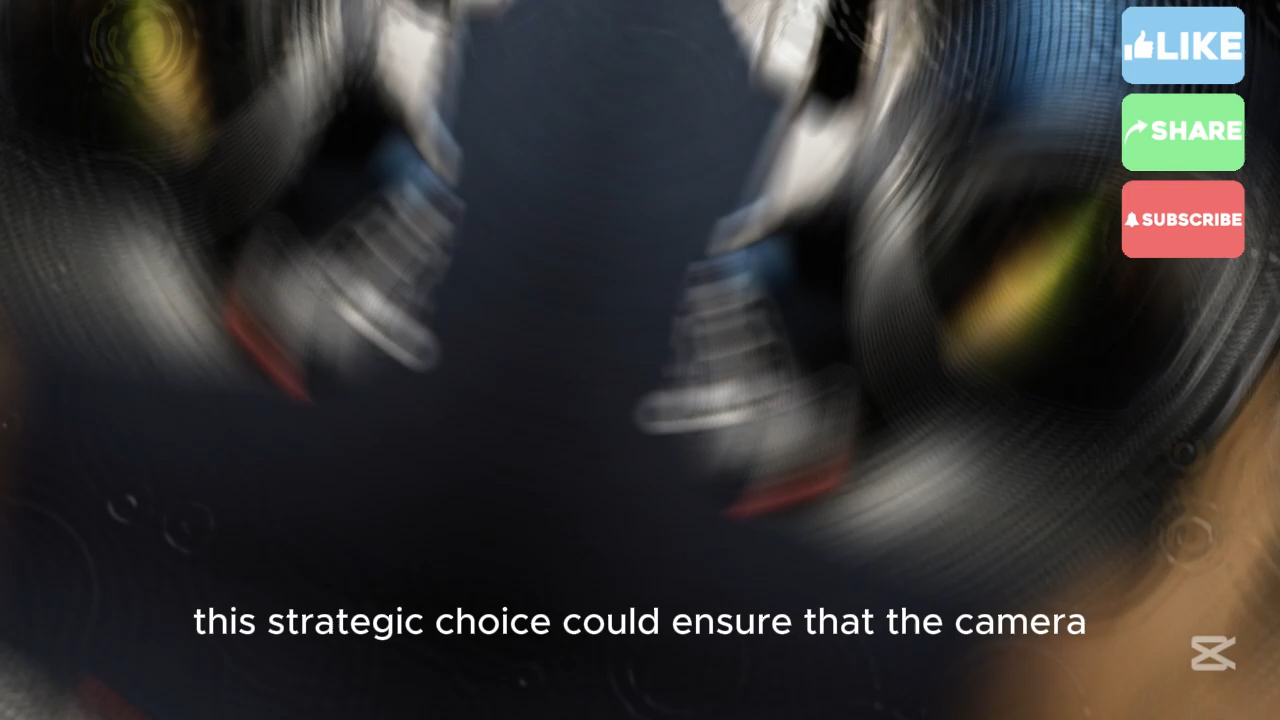 LIKE
SHARE
SUBSCRIBE
this strategic choice could ensure that the camera